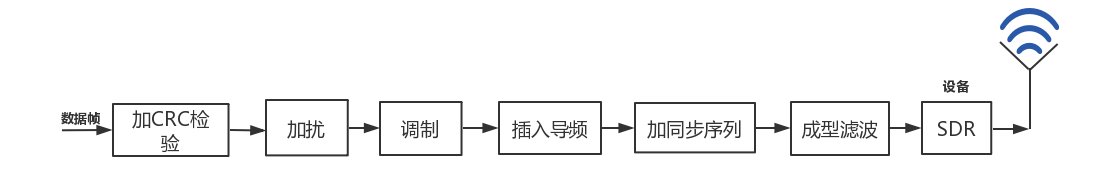 数据帧
加CRC检
验
加扰
调制
插入导频
加同步序列
成型滤波
设备
SDR